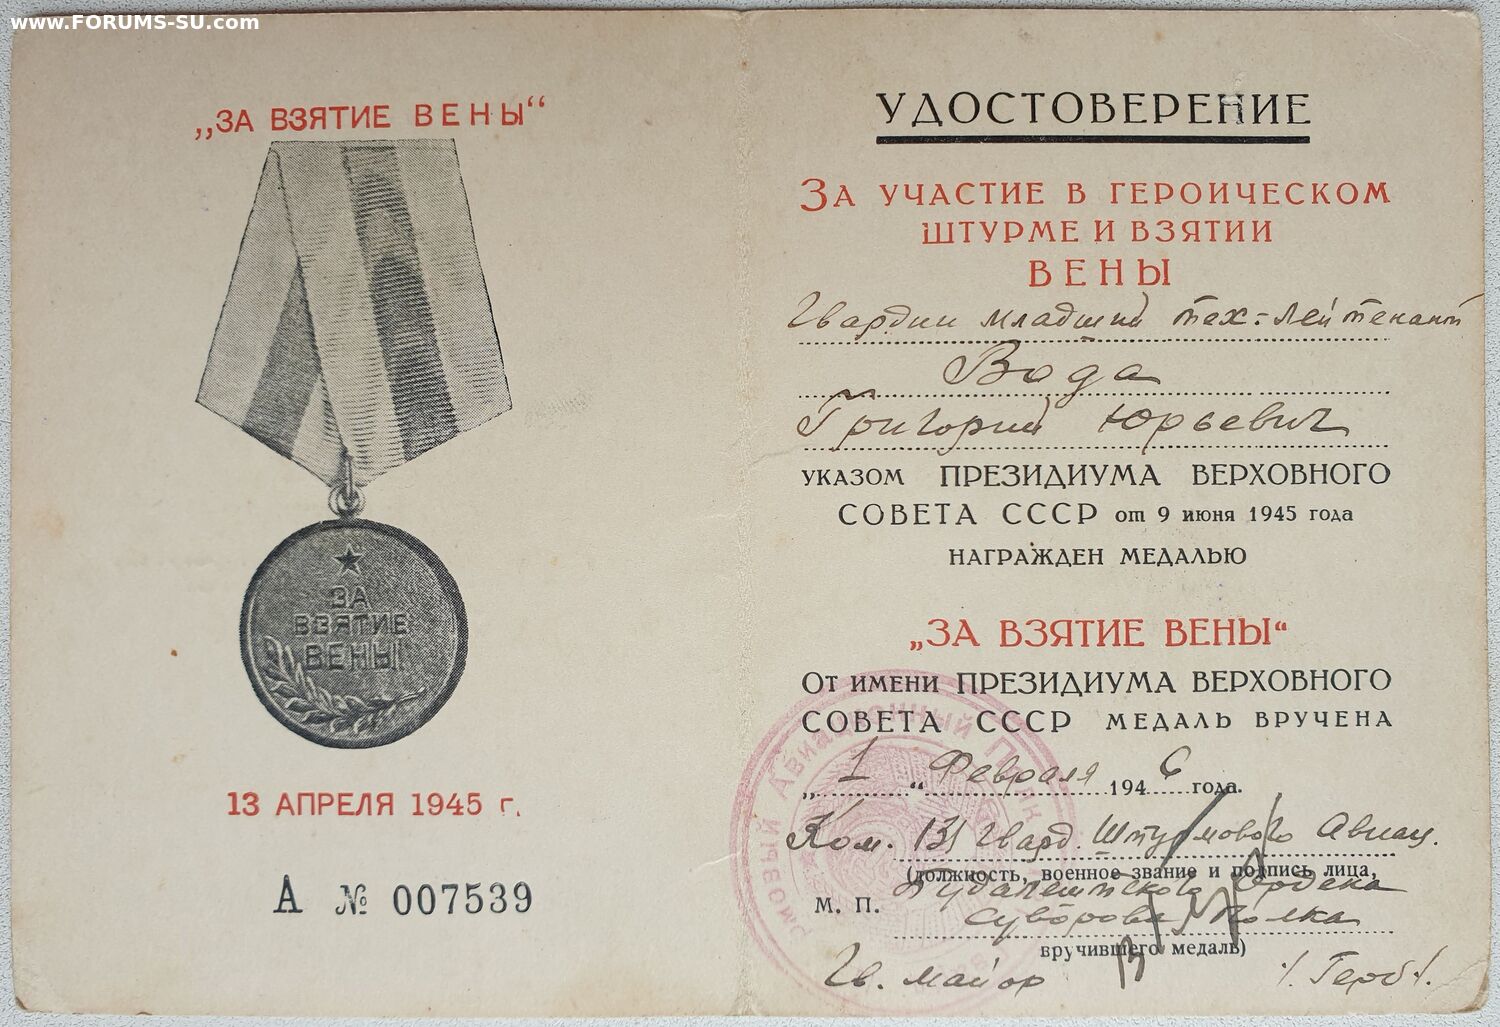 www.FORUMS-SU.com
„ЗА ВЗЯТИЕ ВЕНЫ“
ЗА
ВЗЯТИЕ
ВЕНЫ
13 АПРЕЛЯ 1945 г.
А № 007539
УДОСТОВЕРЕНИЕ
ЗА УЧАСТИЕ В ГЕРОИЧЕСКОМ
ШТУРМЕ И ВЗЯТИИ
ВЕНЫ
Гвардии младший тех-лейтенант
Вода
Григорий Юрьевич
УКАЗОМ ПРЕЗИДИУМА ВЕРХОВНОГО
СОВЕТА СССР от 9 июня 1945 года
НАГРАЖДЕН МЕДАЛЬЮ
„ЗА ВЗЯТИЕ ВЕНЫ“
ОТ ИМЕНИ ПРЕЗИДИУМА ВЕРХОВНОГО
СОВЕТА СССР МЕДАЛЬ ВРУЧЕНА
„1“ Февраля 1946 года.
Ком. 131 Гвард. Штурмового Авиац.
(должность, военное звание и подпись лица,
Будапештского Ордена
М. П.
Суворова полка
вручившего медаль)
Гв. майор /Герб/.
Авиационный Полк